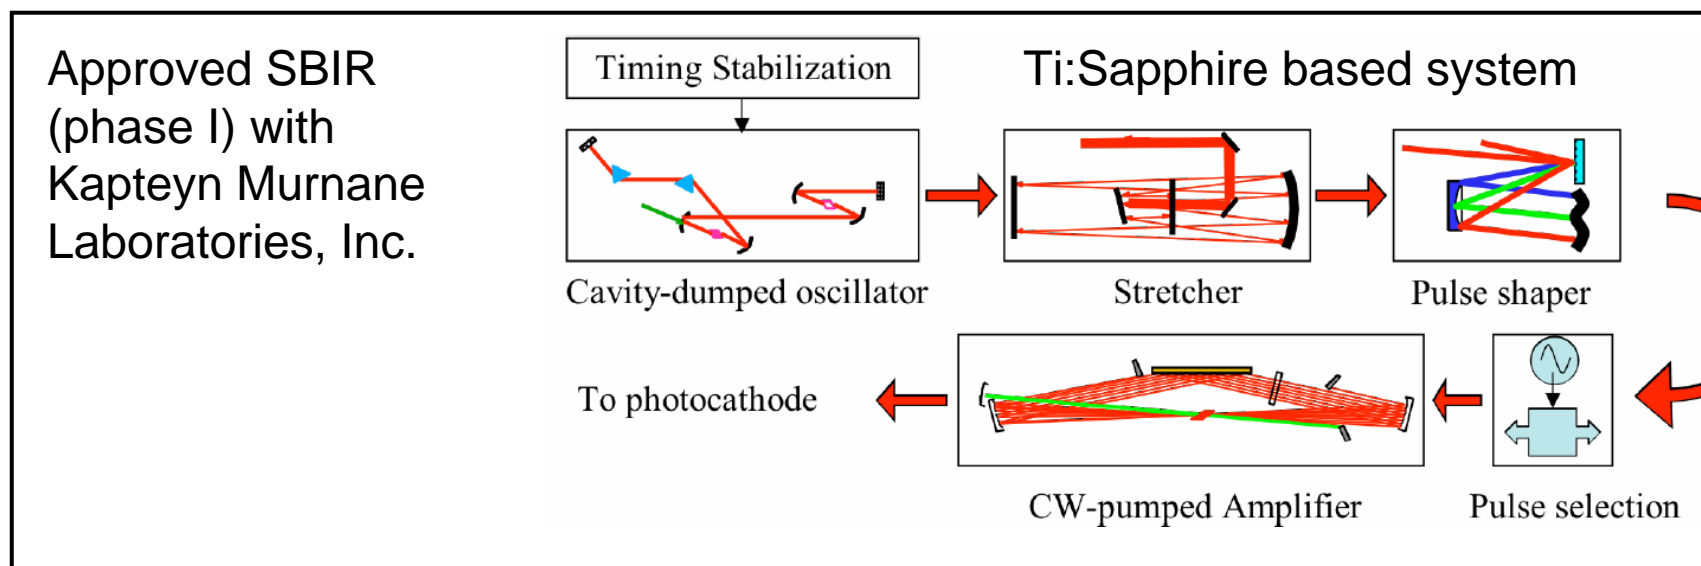 Approved SBIR
(phase I) with
Kapteyn Murnane
Laboratories, Inc.
Timing Stabilization
Ti:Sapphire based system
Cavity-dumped oscillator
Stretcher
Pulse shaper
To photocathode
CW-pumped Amplifier
Pulse selection